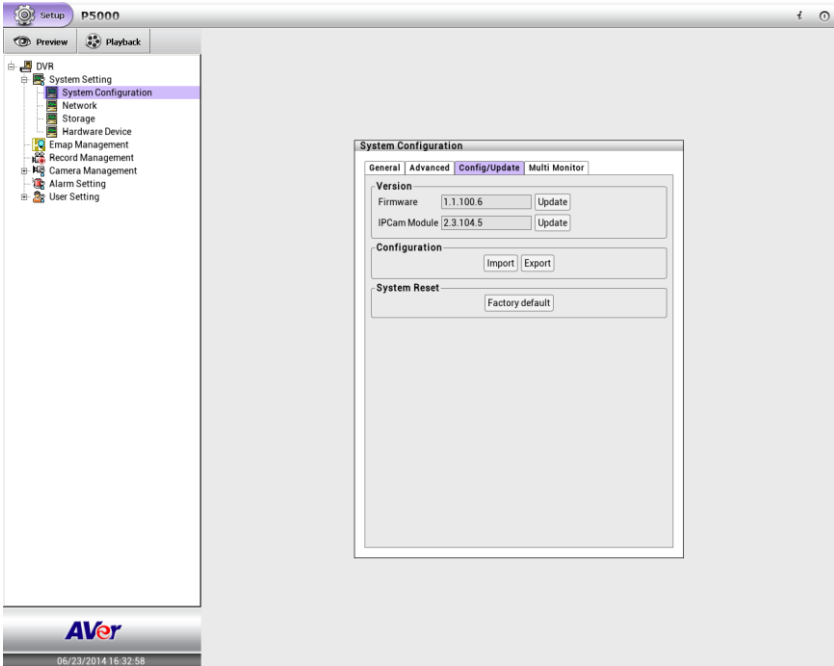 Setup P5000 i
Preview Playback
DVR
System Setting
System Configuration
Network
Storage
Hardware Device
Emap Management
Record Management
Camera Management
Alarm Setting
User Setting
System Configuration
General Advanced Config/Update Multi Monitor
Version
Firmware 1.1.100.6 Update
IPCam Module 2.3.104.5 Update
Configuration
Import Export
System Reset
Factory default
AVer
06/23/2014 16:32:58